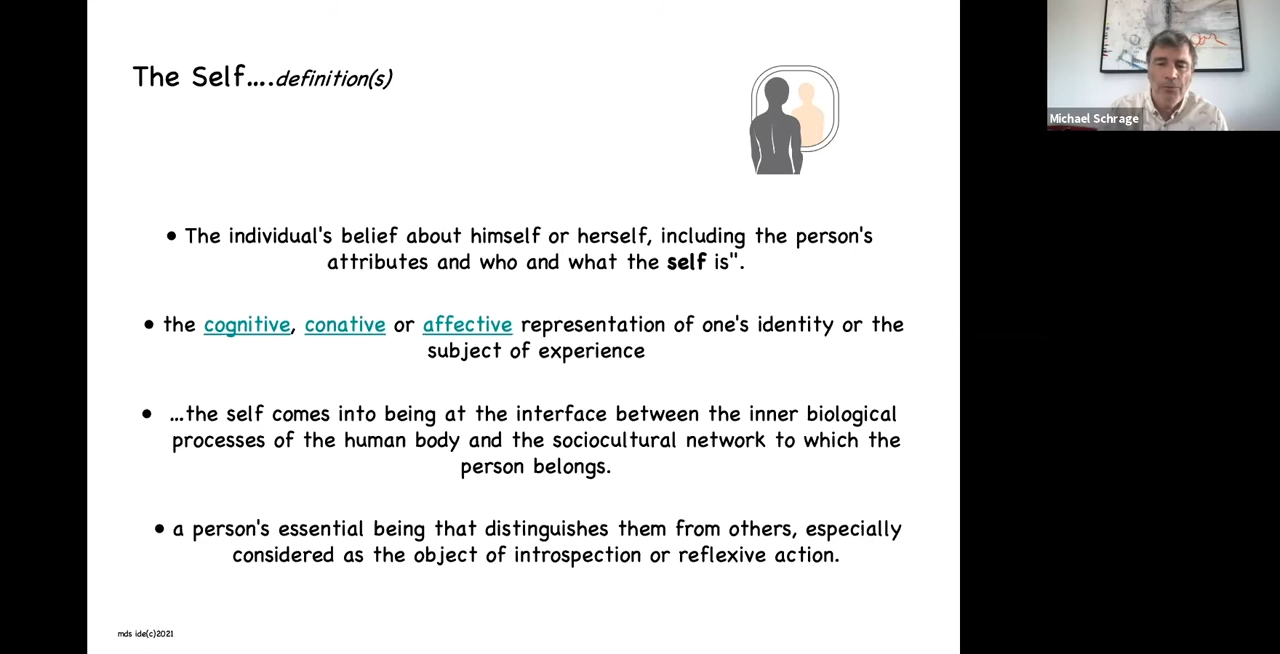 The Self....definition(s)
Michael Schrage
• The individual's belief about himself or herself, including the person's
attributes and who and what the self is".
• the cognitive, conative or affective representation of one's identity or the
subject of experience
• ...the self comes into being at the interface between the inner biological
processes of the human body and the sociocultural network to which the
person belongs.
• a person's essential being that distinguishes them from others, especially
considered as the object of introspection or reflexive action.
mds ide(c)2021